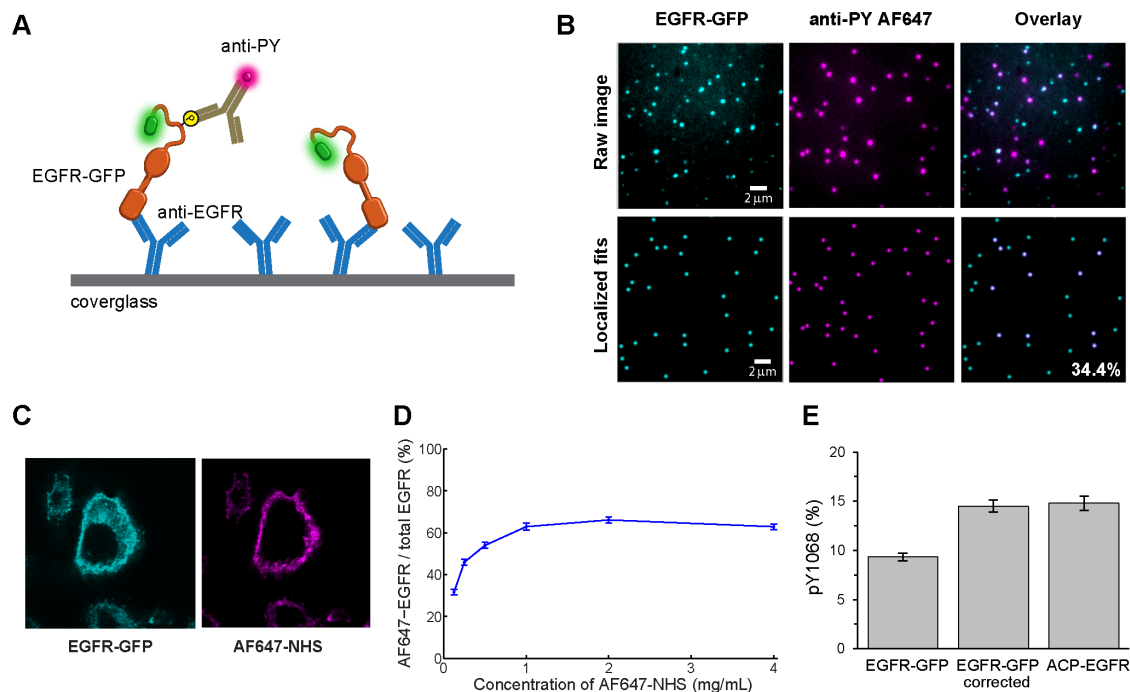 A
anti-PY
P
EGFR-GFP
anti-EGFR
coverglass
B
EGFR-GFP
anti-PY AF647
Overlay
Raw image
2 μm
2 μm
Localized fits
2 μm
34.4%
C
EGFR-GFP
AF647-NHS
D
AF647−EGFR / total EGFR (%)
100
80
60
40
20
0
0
1
2
3
4
Concentration of AF647-NHS (mg/mL)
E
pY1068 (%)
20
15
10
5
0
EGFR-GFP
EGFR-GFP
corrected
ACP-EGFR